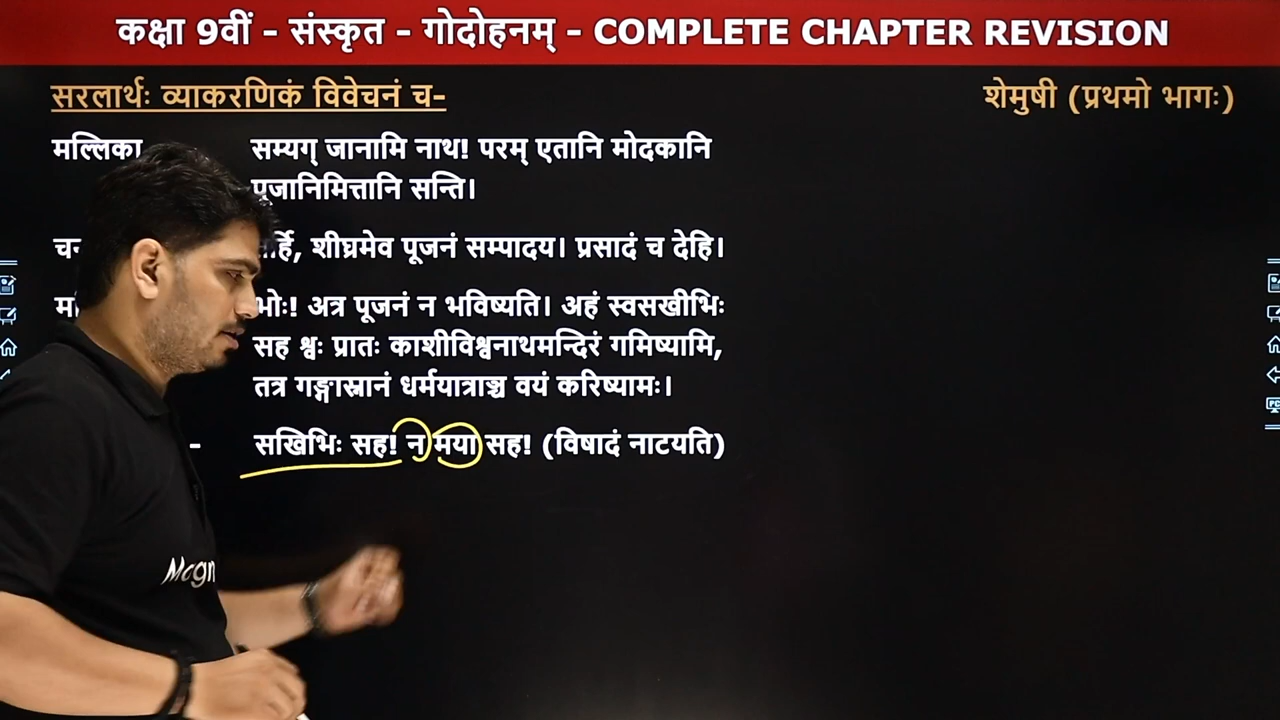 कक्षा 9वीं - संस्कृत - गोदोहनम् - COMPLETE CHAPTER REVISION
सरलार्थः व्याकरणिकं विवेचनं च-
शेमुषी (प्रथमो भागः)
मल्लिका सम्यग् जानामि नाथ! परम् एतानि मोदकानि
पूजानिमित्तानि सन्ति।
शीघ्रमेव पूजनं सम्पादय। प्रसादं च देहि।
भोः! अत्र पूजनं न भविष्यति। अहं स्वसखीभिः
सह श्वः प्रातः काशीविश्वनाथमन्दिरं गमिष्यामि,
तत्र गङ्गास्नानं धर्मयात्राञ्च वयं करिष्यामः।
- सखिभिः सह! न मया सह! (विषादं नाटयति)